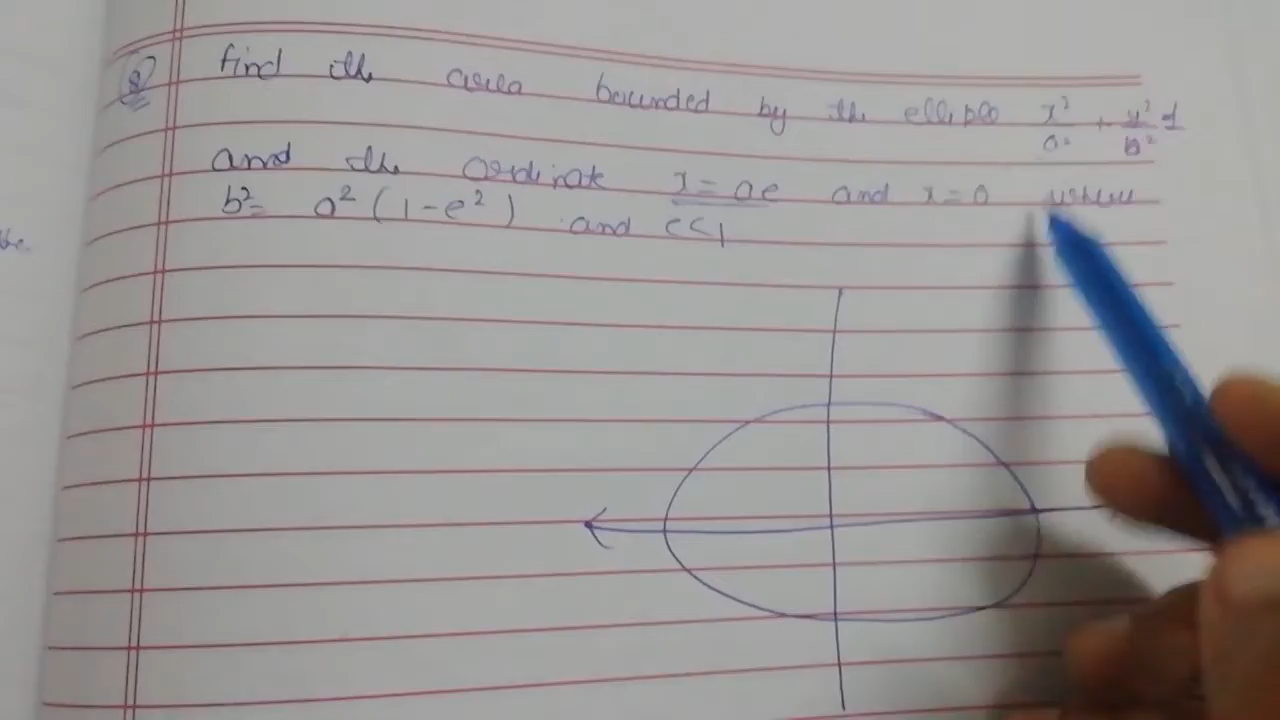 Q find the area bounded by the ellipse x²/a² + y²/b² = 1
and the ordinate x = ae and x = 0 where
b² = a² (1 - e²) and e < 1
the